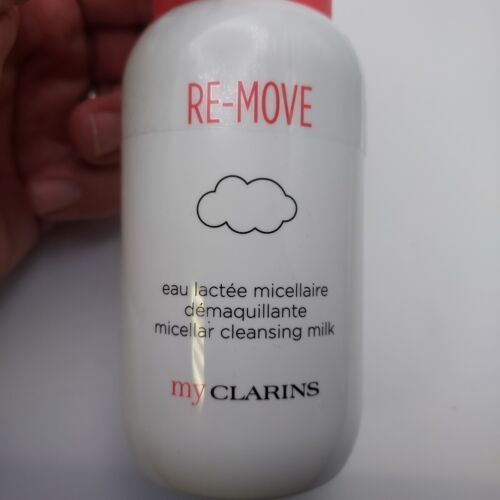 RE-MOVE
eau lactée micellaire
démaquillante
micellar cleansing milk
my CLARINS